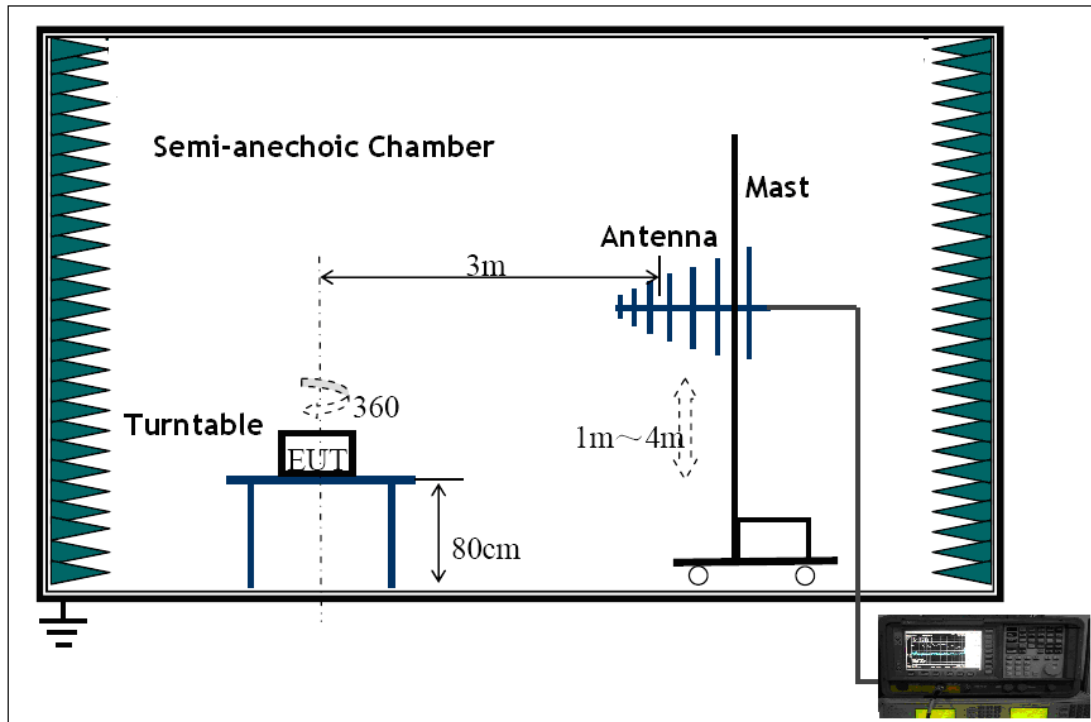 Semi-anechoic Chamber
Mast
Antenna
3m
360
Turntable
1m～4m
EUT
80cm